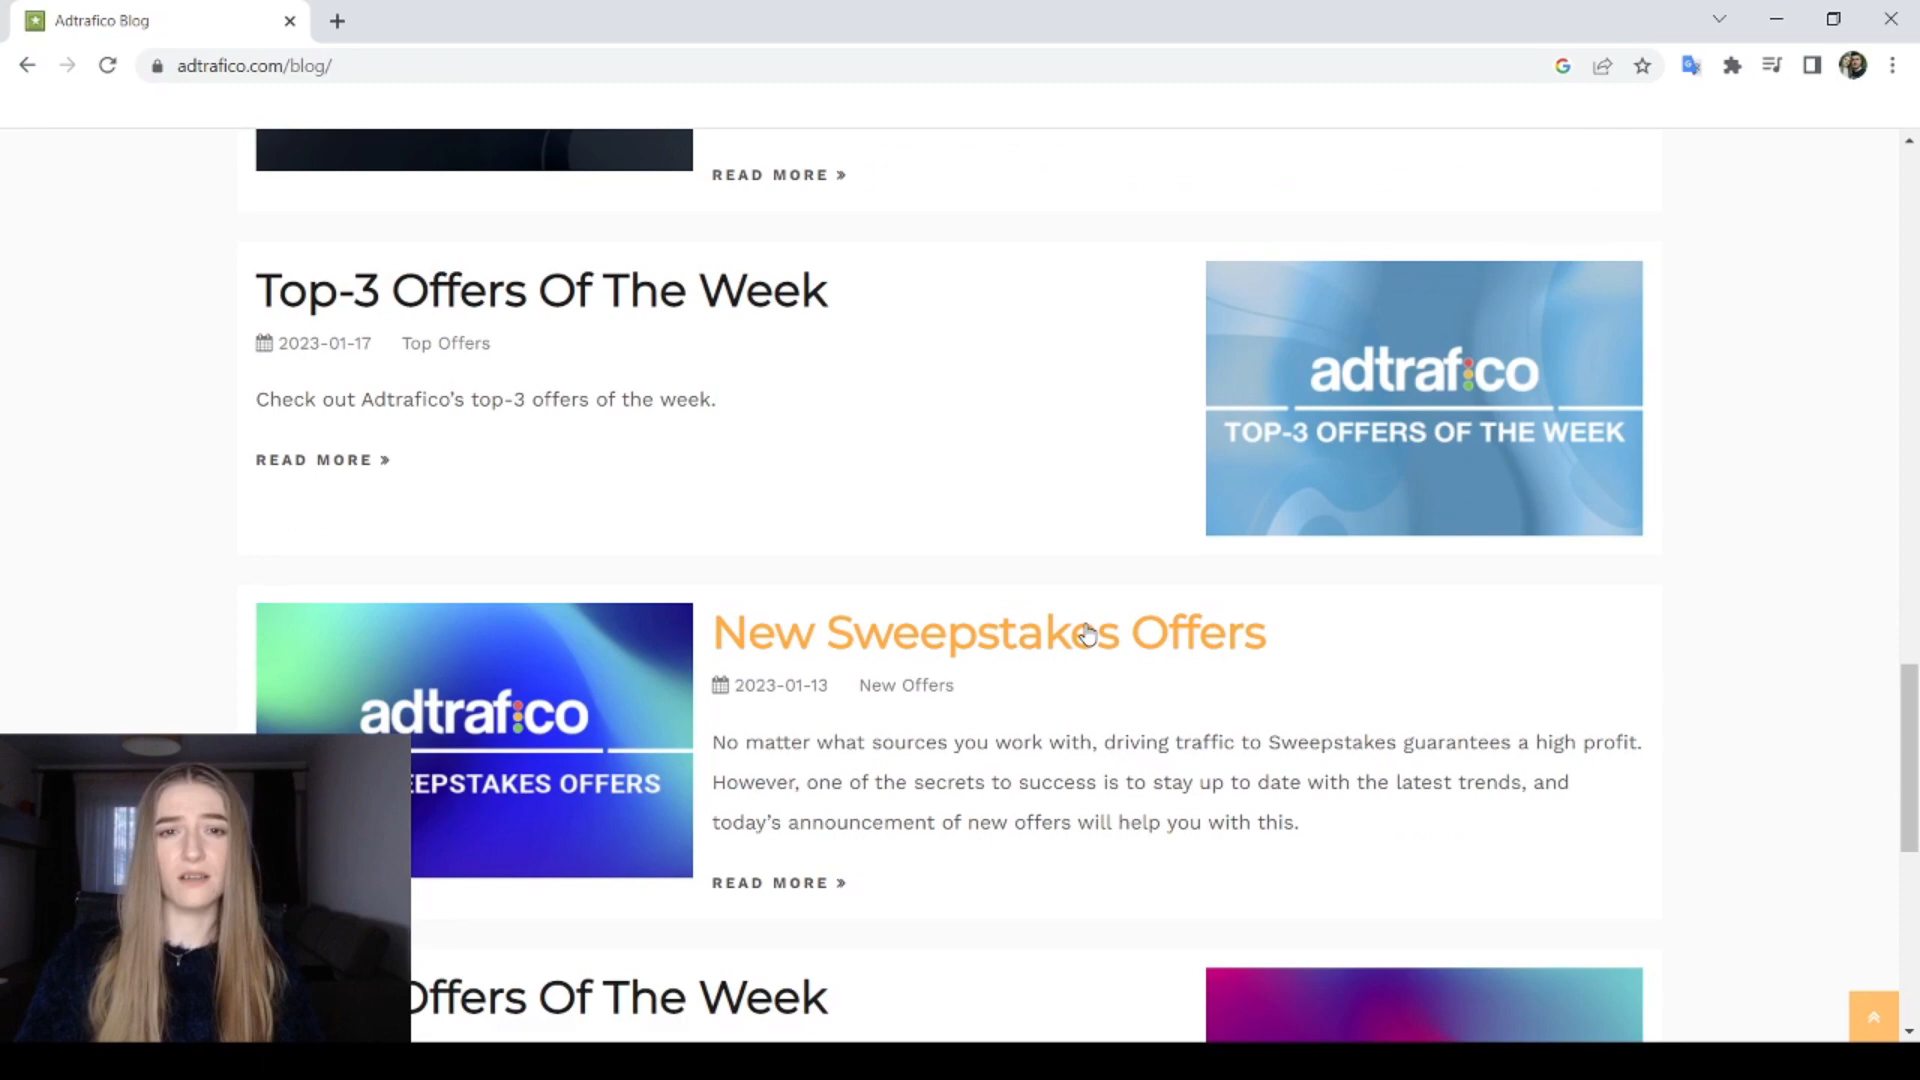 Adtrafico Blog
adtrafico.com/blog/
READ MORE »
Top-3 Offers Of The Week
2023-01-17 Top Offers
Check out Adtrafico's top-3 offers of the week.
READ MORE »
adtrafico
TOP-3 OFFERS OF THE WEEK
New Sweepstakes Offers
2023-01-13 New Offers
No matter what sources you work with, driving traffic to Sweepstakes guarantees a high profit.
However, one of the secrets to success is to stay up to date with the latest trends, and
today's announcement of new offers will help you with this.
READ MORE »
adtrafico
EEPSTAKES OFFERS
Offers Of The Week